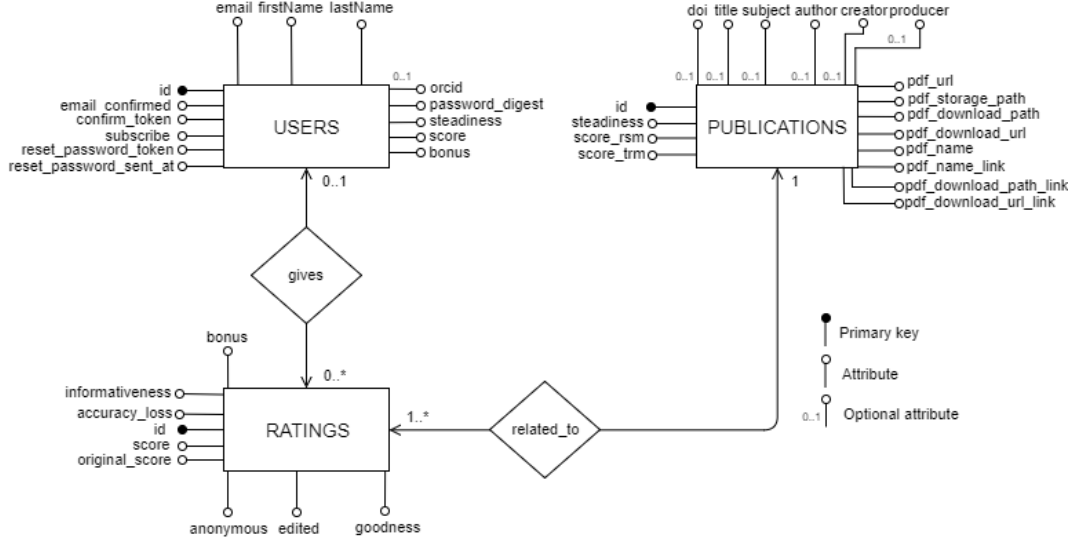 email firstName lastName
0..1
id
email_confirmed
confirm_token
subscribe
reset_password_token
reset_password_sent_at
USERS
orcid
password_digest
steadiness
score
bonus
0..1
gives
0..*
doi title subject author creator producer
0..1
0..1 0..1 0..1 0..1 0..1
id
steadiness
score_rsm
score_trm
PUBLICATIONS
pdf_url
pdf_storage_path
pdf_download_path
pdf_download_url
pdf_name
pdf_name_link
pdf_download_path_link
pdf_download_url_link
1
bonus
informativeness
accuracy_loss
id
score
original_score
RATINGS
1..*
related_to
anonymous edited goodness
Primary key
Attribute
0..1 Optional attribute